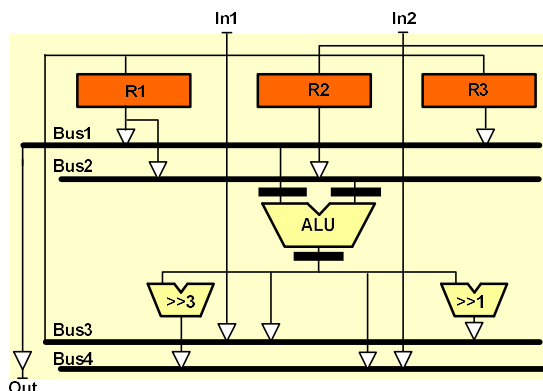 In1 In2
R1 R2 R3
Bus1
Bus2
ALU
>>3 >>1
Bus3
Bus4
Out